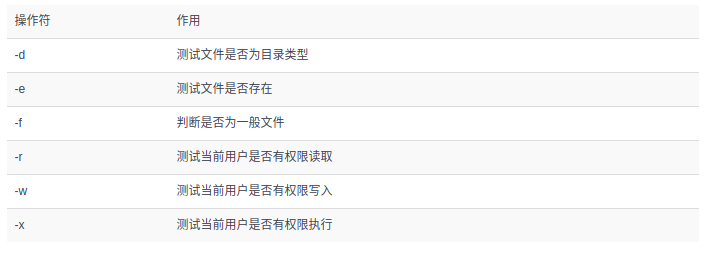 操作符 作用
-d 测试文件是否为目录类型
-e 测试文件是否存在
-f 判断是否为一般文件
-r 测试当前用户是否有权限读取
-w 测试当前用户是否有权限写入
-x 测试当前用户是否有权限执行